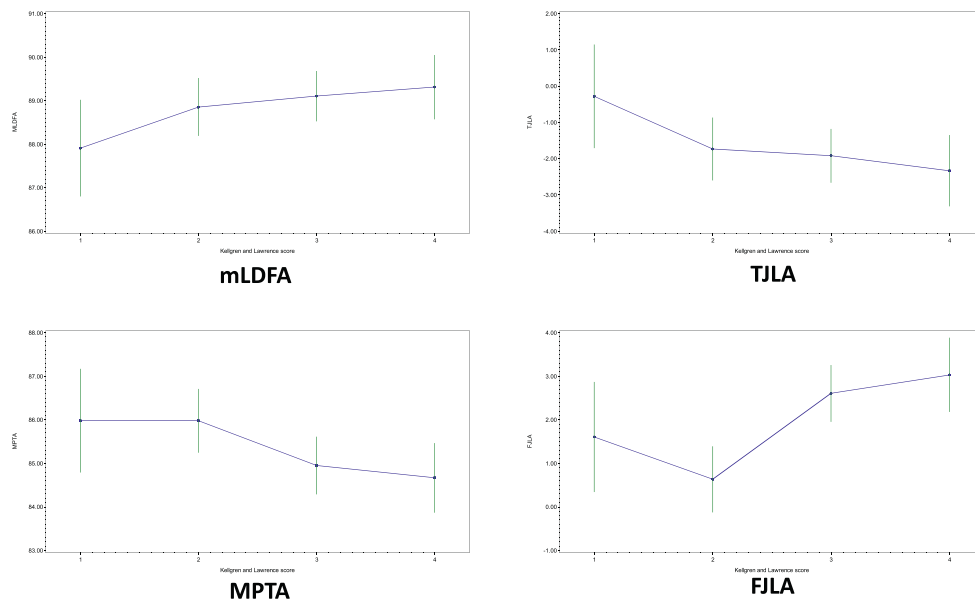 91.00
90.00
89.00
88.00
87.00
86.00
MLDFA
1 2 3 4
Kellgren and Lawrence score
mLDFA
2.00
1.00
0.00
-1.00
-2.00
-3.00
-4.00
TJLA
1 2 3 4
Kellgren and Lawrence score
TJLA
88.00
87.00
86.00
85.00
84.00
83.00
MPTA
1 2 3 4
Kellgren and Lawrence score
MPTA
4.00
3.00
2.00
1.00
0.00
-1.00
FJLA
1 2 3 4
Kellgren and Lawrence score
FJLA